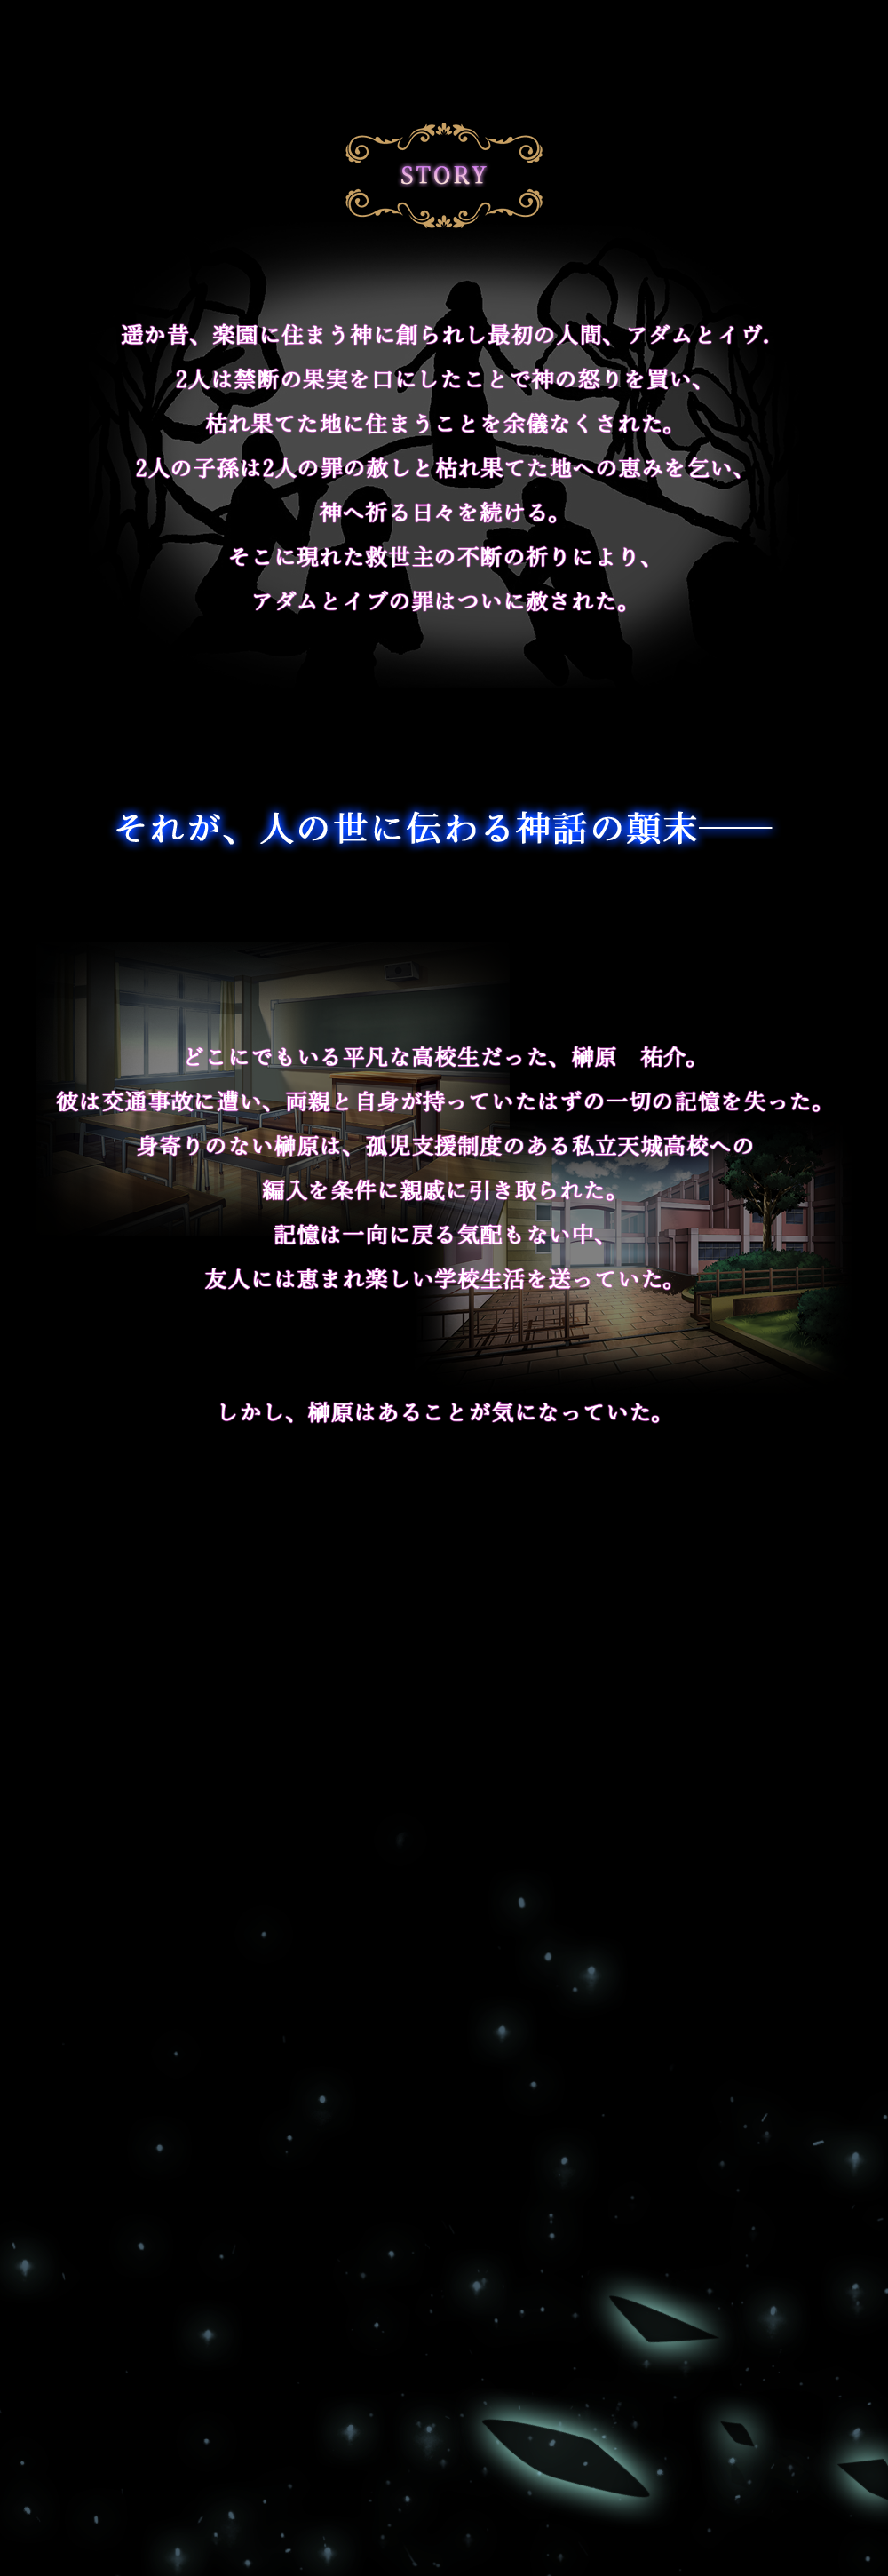 STORY
遥か昔、楽園に住まう神に創られし最初の人間、アダムとイヴ.
2人は禁断の果実を口にしたことで神の怒りを買い、
枯れ果てた地に住まうことを余儀なくされた。
2人の子孫は2人の罪の赦しと枯れ果てた地への恵みを乞い、
神へ祈る日々を続ける。
そこに現れた救世主の不断の祈りにより、
アダムとイブの罪はついに赦された。
それが、人の世に伝わる神話の顛末――
どこにでもいる平凡な高校生だった、榊原　祐介。
彼は交通事故に遭い、両親と自身が持っていたはずの一切の記憶を失った。
身寄りのない榊原は、孤児支援制度のある私立天城高校への
編入を条件に親戚に引き取られた。
記憶は一向に戻る気配もない中、
友人には恵まれ楽しい学校生活を送っていた。
しかし、榊原はあることが気になっていた。